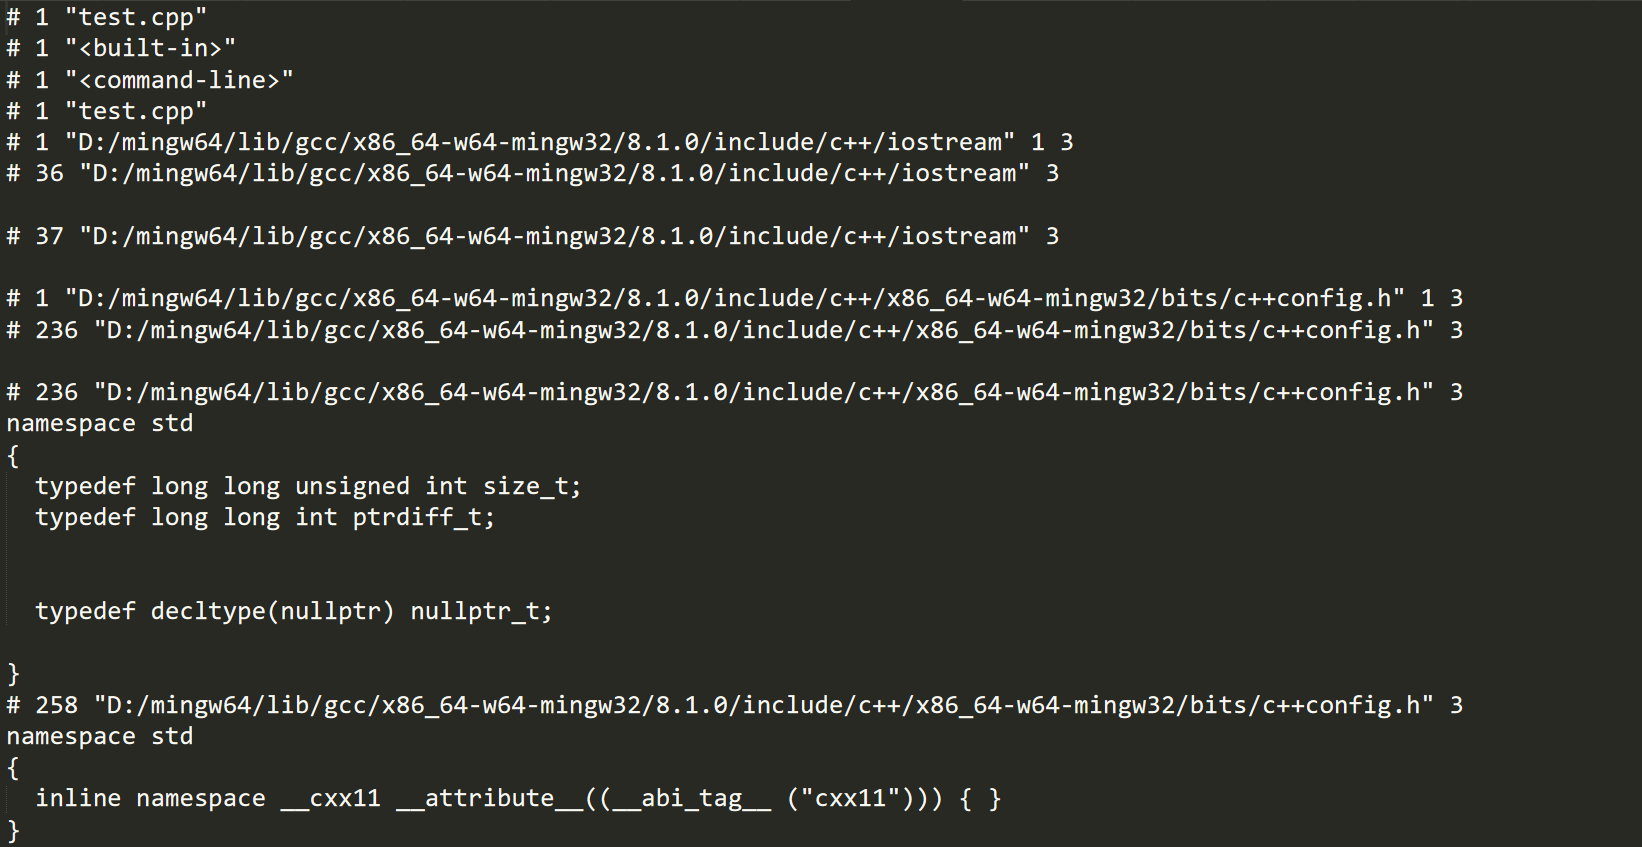 # 1 "test.cpp"
# 1 "<built-in>"
# 1 "<command-line>"
# 1 "test.cpp"
# 1 "D:/mingw64/lib/gcc/x86_64-w64-mingw32/8.1.0/include/c++/iostream" 1 3
# 36 "D:/mingw64/lib/gcc/x86_64-w64-mingw32/8.1.0/include/c++/iostream" 3
# 37 "D:/mingw64/lib/gcc/x86_64-w64-mingw32/8.1.0/include/c++/iostream" 3
# 1 "D:/mingw64/lib/gcc/x86_64-w64-mingw32/8.1.0/include/c++/x86_64-w64-mingw32/bits/c++config.h" 1 3
# 236 "D:/mingw64/lib/gcc/x86_64-w64-mingw32/8.1.0/include/c++/x86_64-w64-mingw32/bits/c++config.h" 3
# 236 "D:/mingw64/lib/gcc/x86_64-w64-mingw32/8.1.0/include/c++/x86_64-w64-mingw32/bits/c++config.h" 3
namespace std
{
  typedef long long unsigned int size_t;
  typedef long long int ptrdiff_t;
  typedef decltype(nullptr) nullptr_t;
}
# 258 "D:/mingw64/lib/gcc/x86_64-w64-mingw32/8.1.0/include/c++/x86_64-w64-mingw32/bits/c++config.h" 3
namespace std
{
  inline namespace __cxx11 __attribute__((__abi_tag__ ("cxx11"))) { }
}